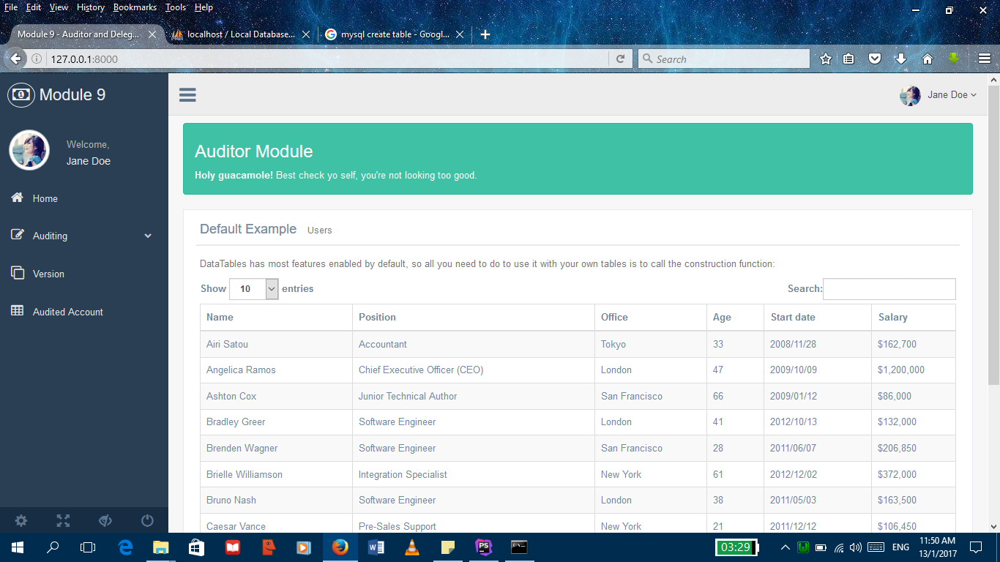 File Edit View History Bookmarks Tools Help
Module 9 - Auditor and Deleg...
localhost / Local Database...
mysql create table - Googl...
127.0.0.1:8000
Search
Module 9
Jane Doe
Welcome,
Jane Doe
Home
Auditing
Version
Audited Account
Auditor Module
Holy guacamole! Best check yo self, you're not looking too good.
Default Example Users
DataTables has most features enabled by default, so all you need to do to use it with your own tables is to call the construction function:
Show 10 entries
Search:
Name Position Office Age Start date Salary
Airi Satou Accountant Tokyo 33 2008/11/28 $162,700
Angelica Ramos Chief Executive Officer (CEO) London 47 2009/10/09 $1,200,000
Ashton Cox Junior Technical Author San Francisco 66 2009/01/12 $86,000
Bradley Greer Software Engineer London 41 2012/10/13 $132,000
Brenden Wagner Software Engineer San Francisco 28 2011/06/07 $206,850
Brielle Williamson Integration Specialist New York 61 2012/12/02 $372,000
Bruno Nash Software Engineer London 38 2011/05/03 $163,500
Caesar Vance Pre-Sales Support New York 21 2011/12/12 $106,450
PS
03:29
ENG
11:50 AM
13/1/2017